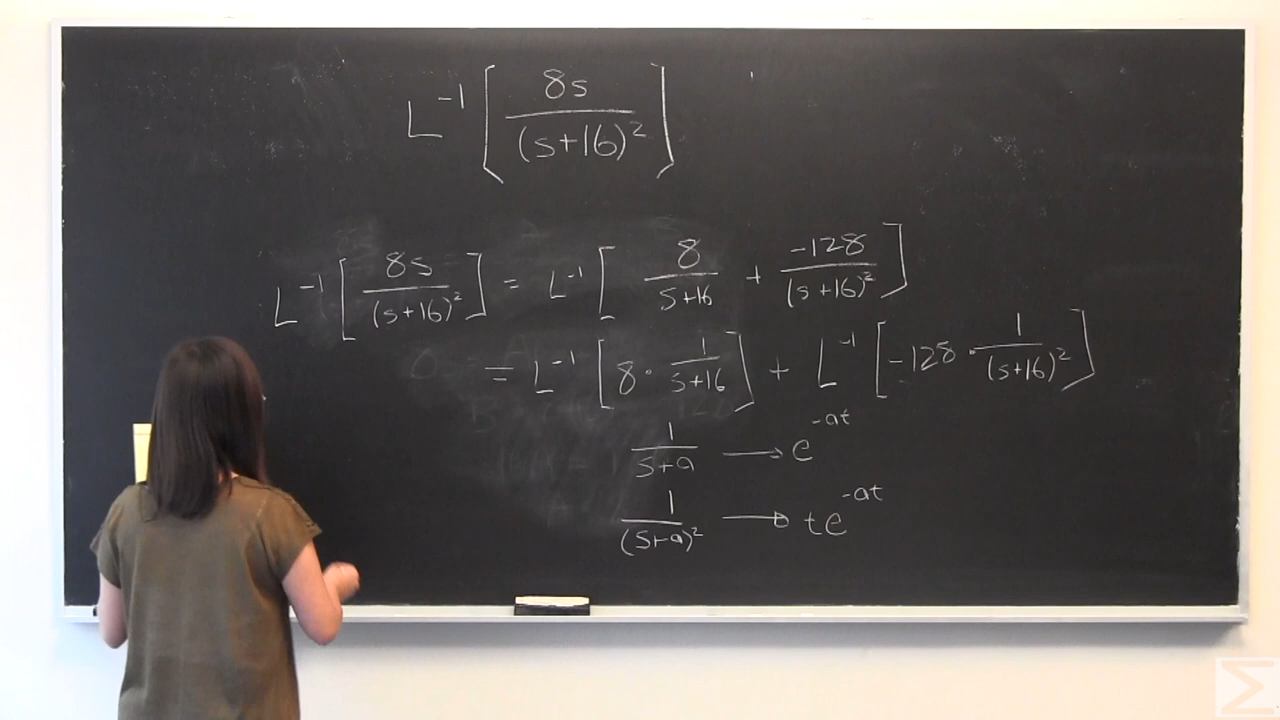 L⁻¹ [ 8s / (s+16)² ]
L⁻¹ [ 8s / (s+16)² ] = L⁻¹ [ 8 / s+16 + -128 / (s+16)² ]
= L⁻¹ [ 8 · 1 / s+16 ] + L⁻¹ [ -128 · 1 / (s+16)² ]
1 / s+a → e^-at
1 / (s+a)² → te^-at
Σ